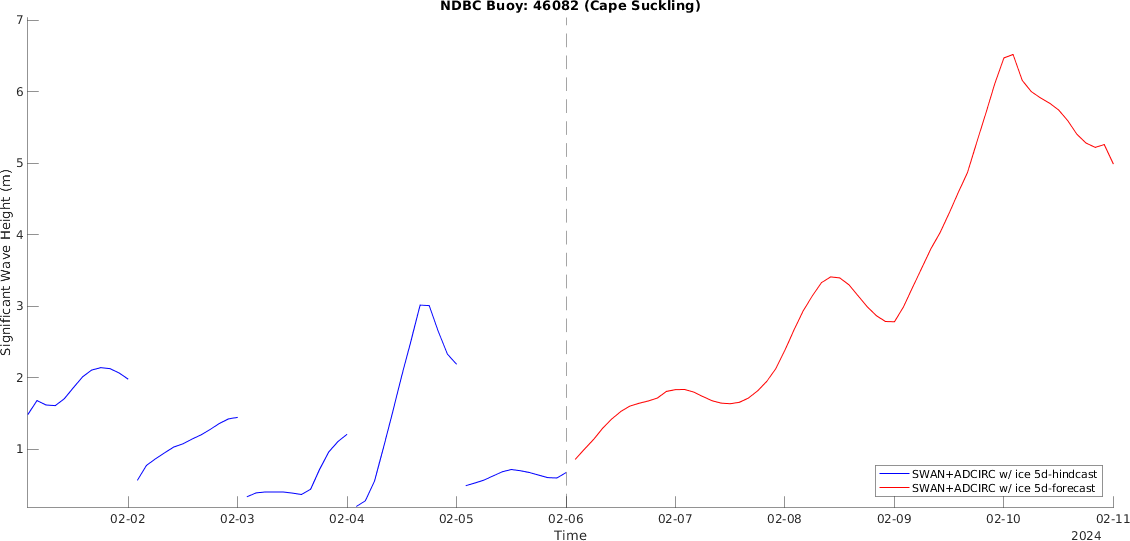 NDBC Buoy: 46082 (Cape Suckling)
7
6
5
4
3
2
1
Significant Wave Height (m)
SWAN+ADCIRC w/ ice 5d-hindcast
SWAN+ADCIRC w/ ice 5d-forecast
02-02 02-03 02-04 02-05 02-06 02-07 02-08 02-09 02-10 02-11
Time
2024